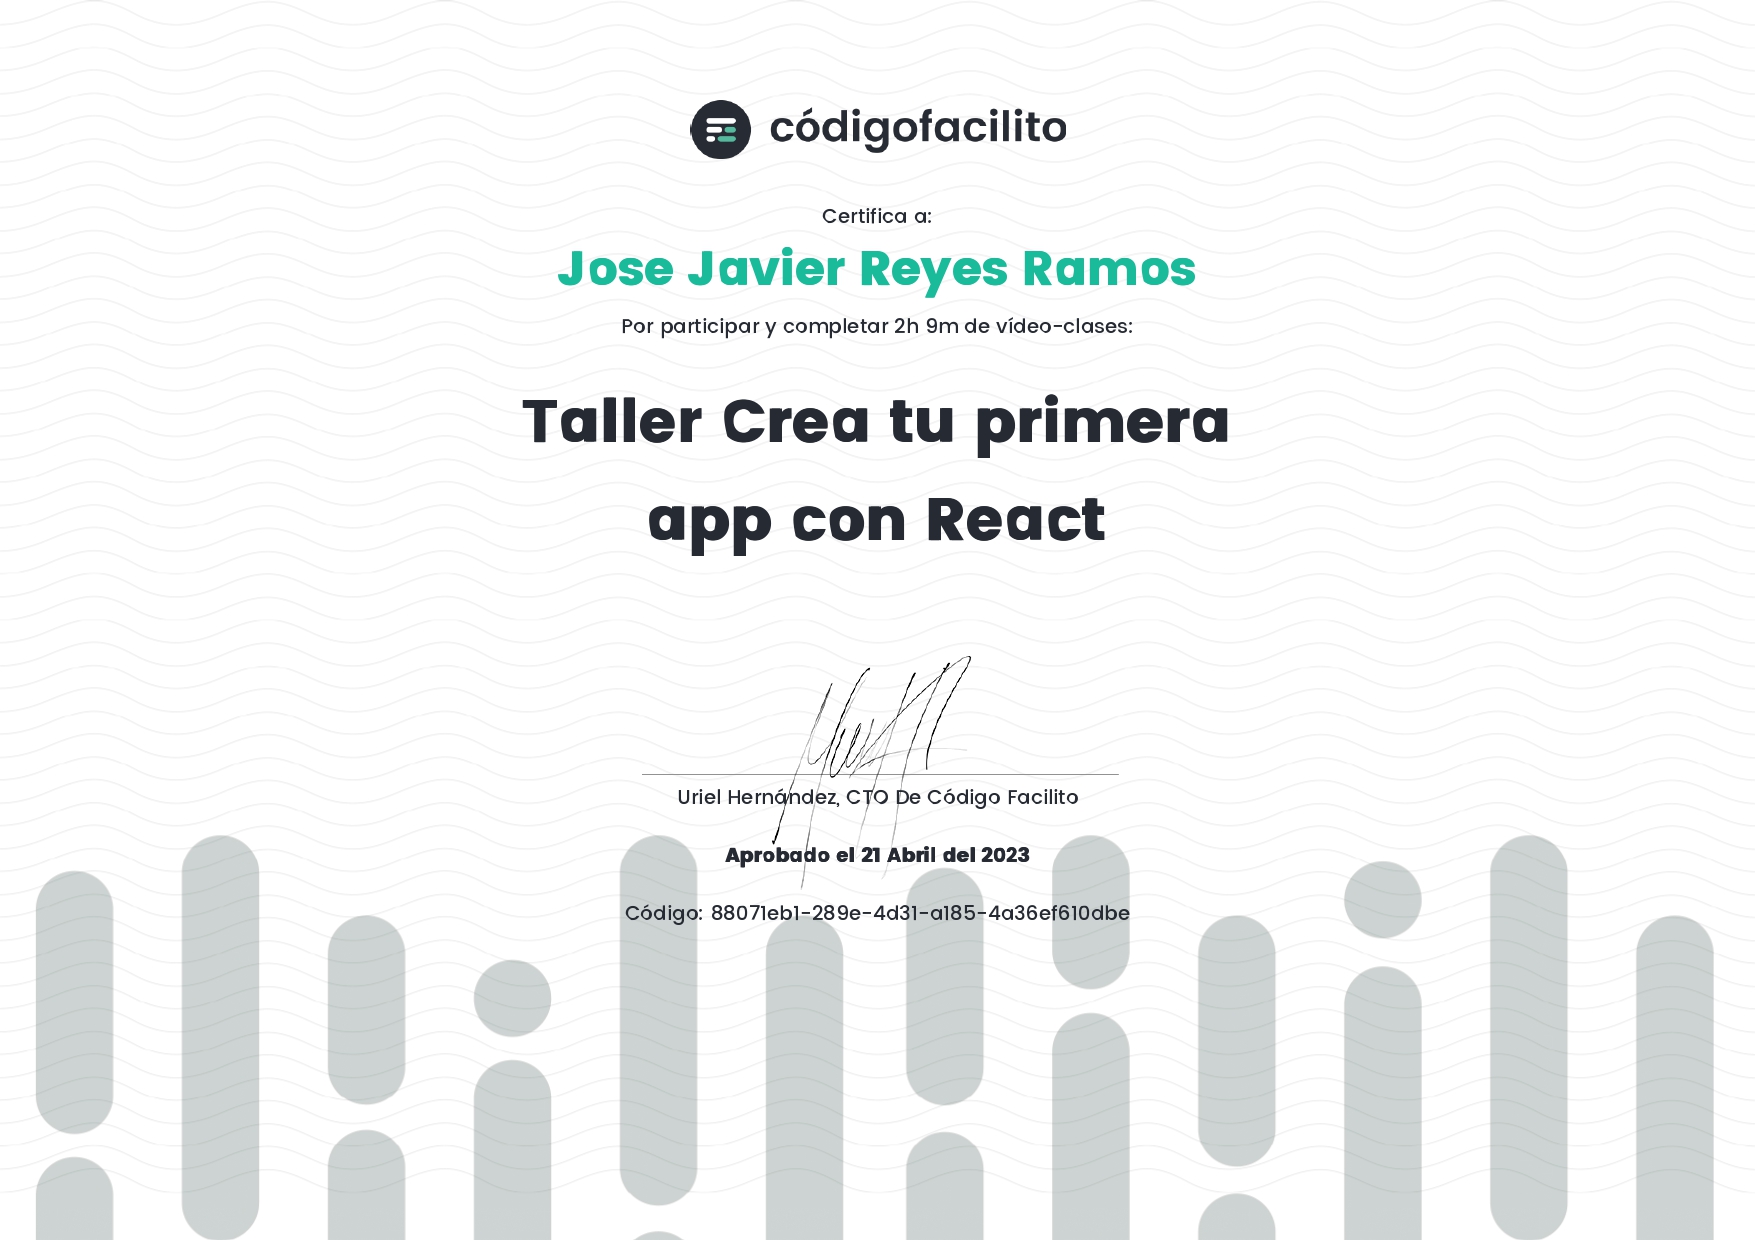 códigofacilito
Certifica a:
Jose Javier Reyes Ramos
Por participar y completar 2h 9m de vídeo-clases:
Taller Crea tu primera
app con React
Uriel Hernández, CTO De Código Facilito
Aprobado el 21 Abril del 2023
Código: 88071eb1-289e-4d31-a185-4a36ef610dbe